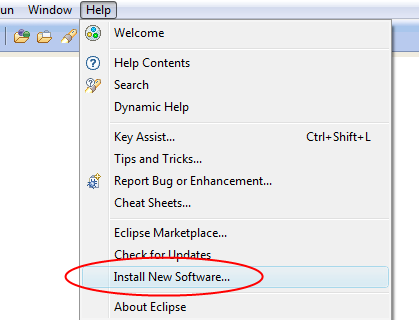 un Window Help
Welcome
Help Contents
Search
Dynamic Help
Key Assist... Ctrl+Shift+L
Tips and Tricks...
Report Bug or Enhancement...
Cheat Sheets...
Eclipse Marketplace...
Check for Updates
Install New Software...
About Eclipse